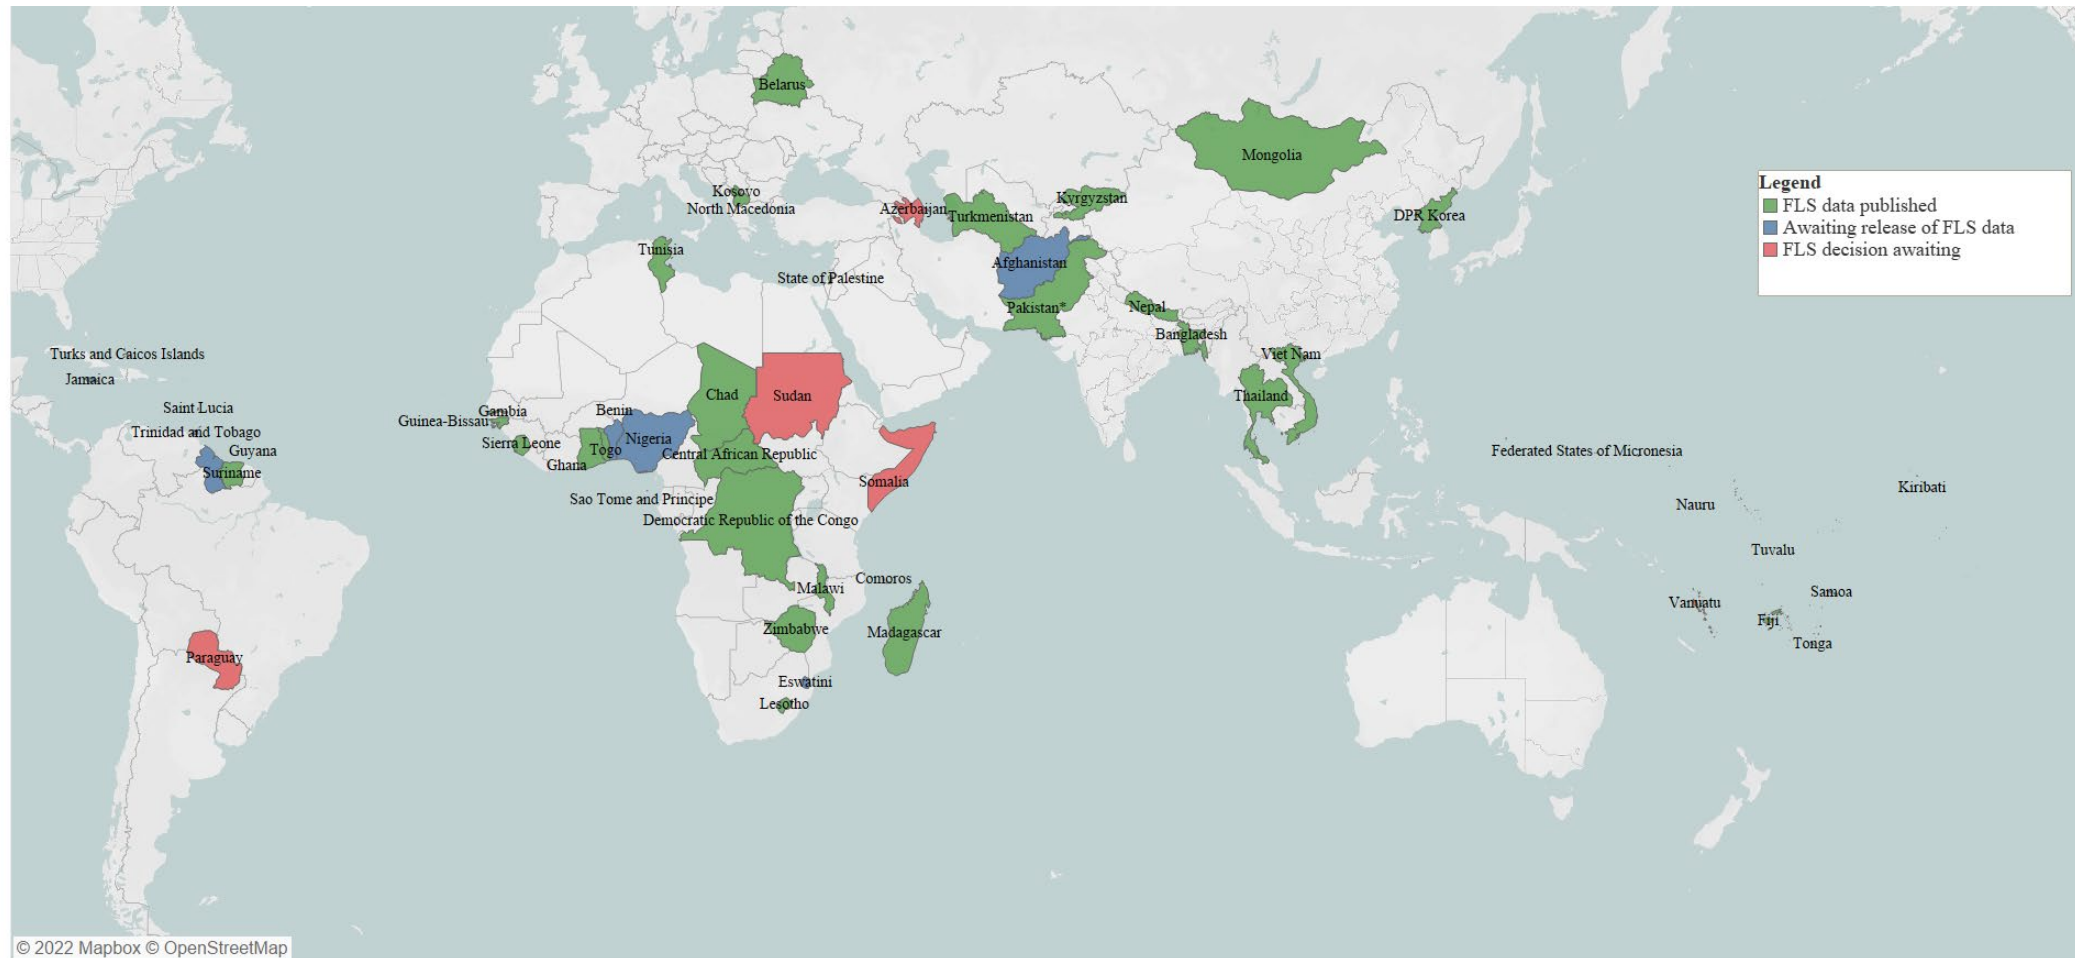 Belarus
Mongolia
Legend
FLS data published
Awaiting release of FLS data
FLS decision awaiting
Kosovo
North Macedonia
Azerbaijan
Turkmenistan
Kyrgyzstan
DPR Korea
Tunisia
State of Palestine
Afghanistan
Pakistan*
Nepal
Bangladesh
Viet Nam
Thailand
Turks and Caicos Islands
Jamaica
Saint Lucia
Trinidad and Tobago
Guyana
Suriname
Chad
Sudan
Gambia
Guinea-Bissau
Benin
Sierra Leone
Togo
Nigeria
Ghana
Central African Republic
Somalia
Sao Tome and Principe
Democratic Republic of the Congo
Federated States of Micronesia
Kiribati
Nauru
Tuvalu
Comoros
Malawi
Samoa
Vanuatu
Fiji
Tonga
Zimbabwe
Madagascar
Paraguay
Eswatini
Lesotho
© 2022 Mapbox © OpenStreetMap